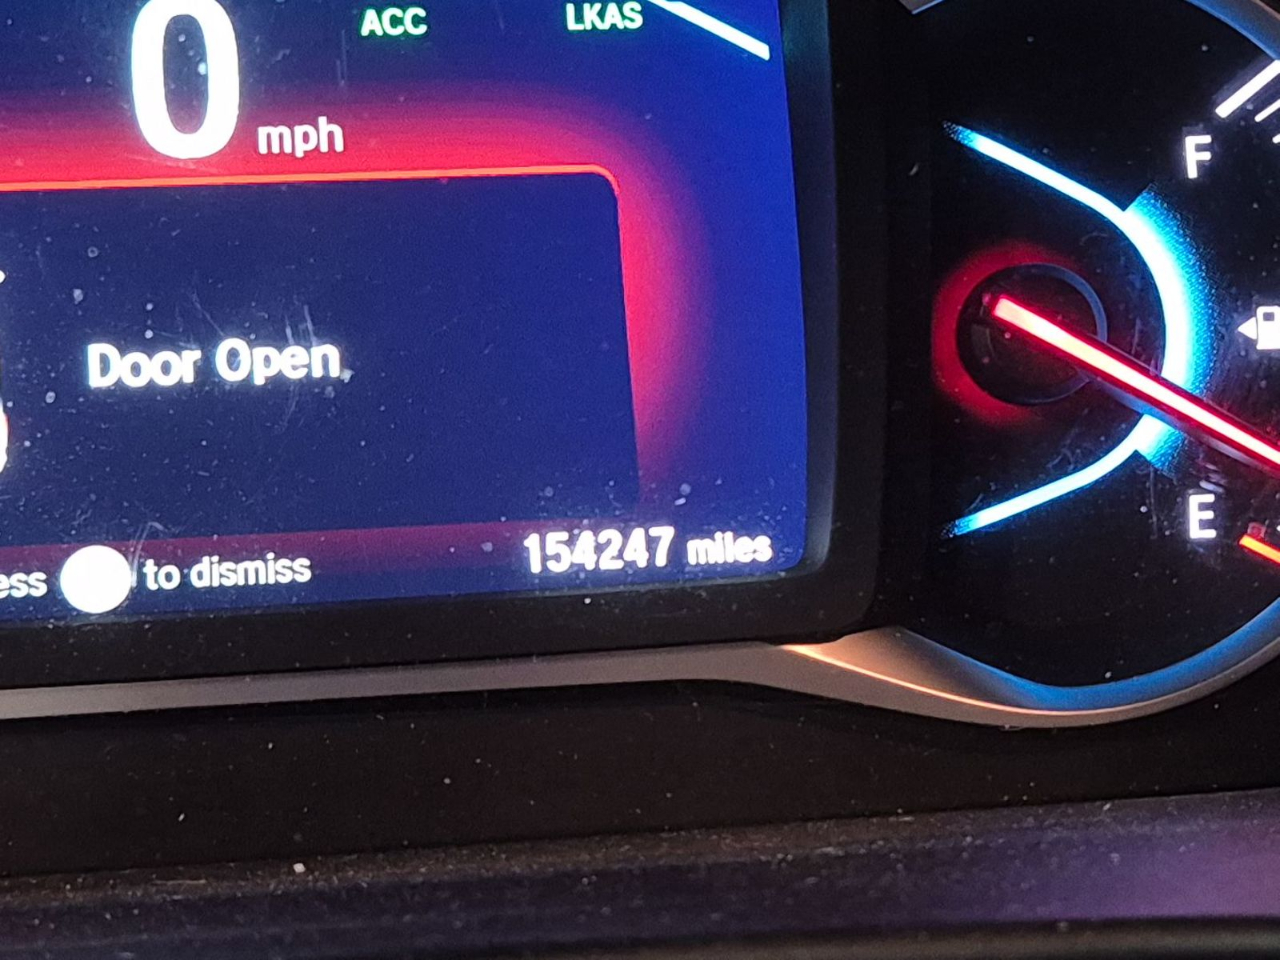 0 mph
ACC
LKAS
Door Open
to dismiss
154247 miles
F
E